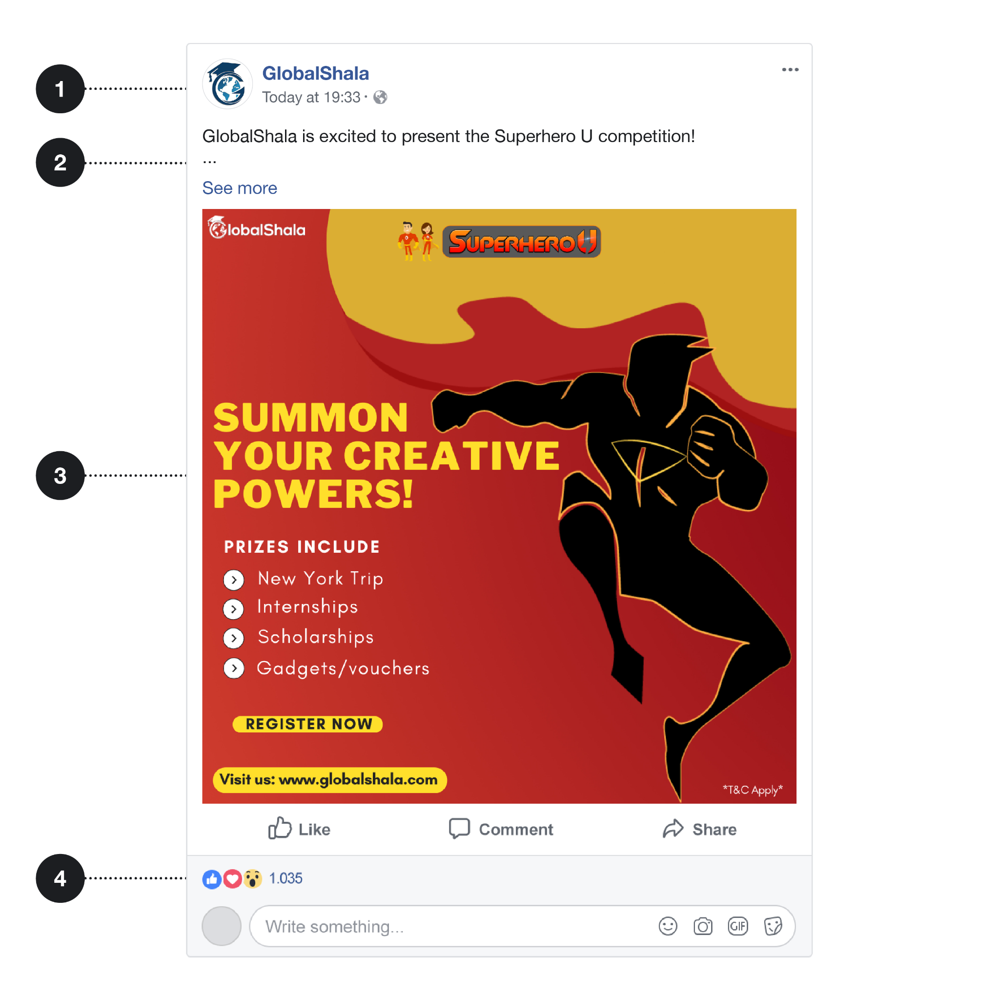 1
GlobalShala
Today at 19:33 ·
2
GlobalShala is excited to present the Superhero U competition!
...
See more
GlobalShala
SUPERHERO U
3
SUMMON
YOUR CREATIVE
POWERS!
PRIZES INCLUDE
New York Trip
Internships
Scholarships
Gadgets/vouchers
REGISTER NOW
Visit us: www.globalshala.com
*T&C Apply*
Like
Comment
Share
4
1.035
Write something...
GIF